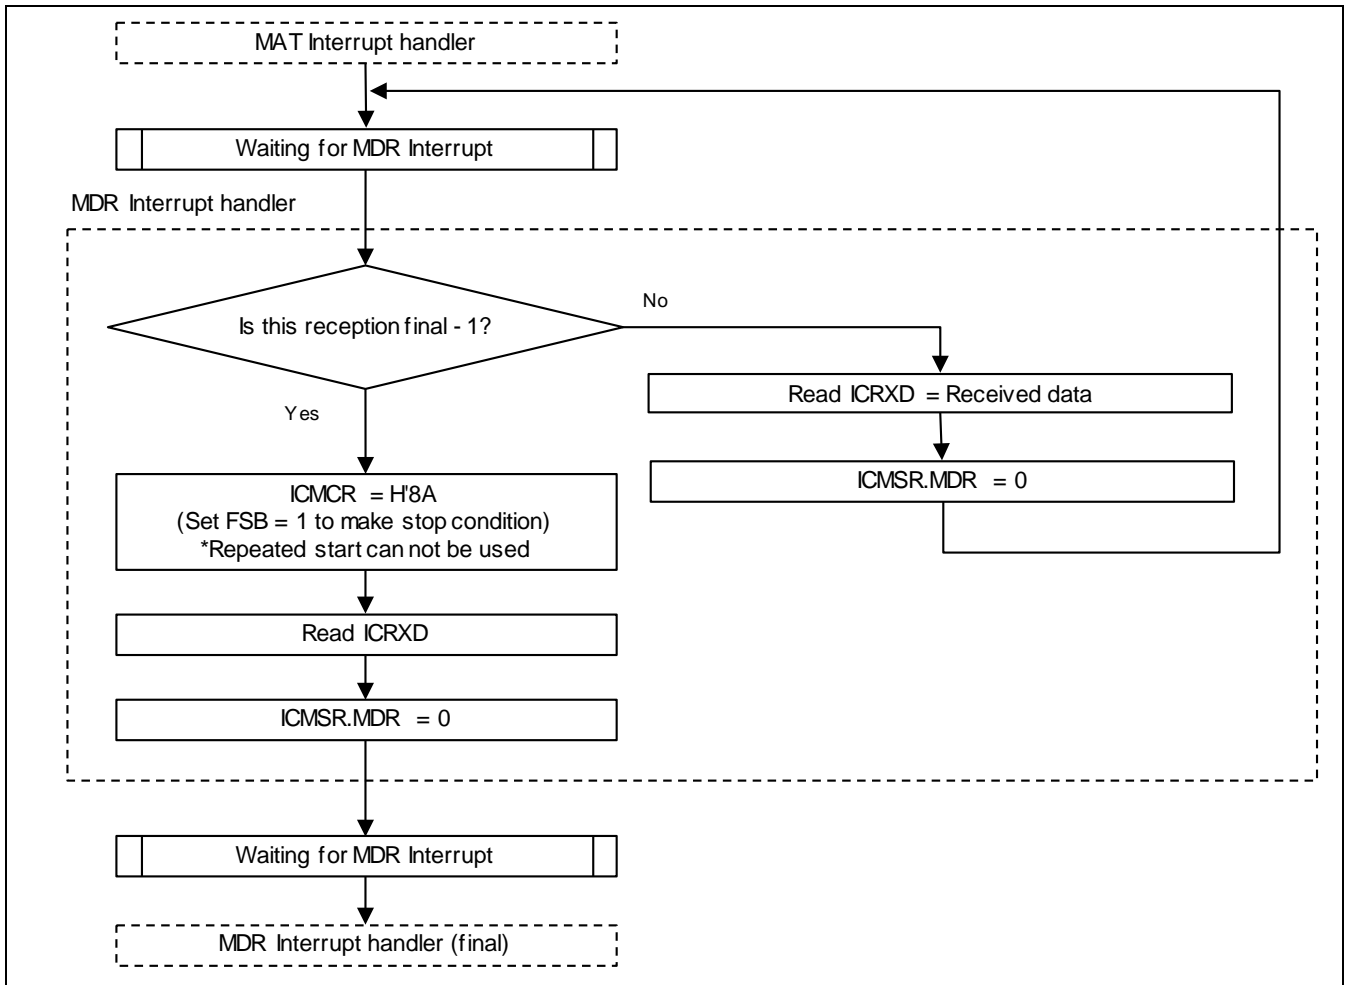 MAT Interrupt handler
Waiting for MDR Interrupt
MDR Interrupt handler
Is this reception final - 1?
No
Read ICRXD = Received data
ICMSR.MDR = 0
Yes
ICMCR = H'8A
(Set FSB = 1 to make stop condition)
*Repeated start can not be used
Read ICRXD
ICMSR.MDR = 0
Waiting for MDR Interrupt
MDR Interrupt handler (final)